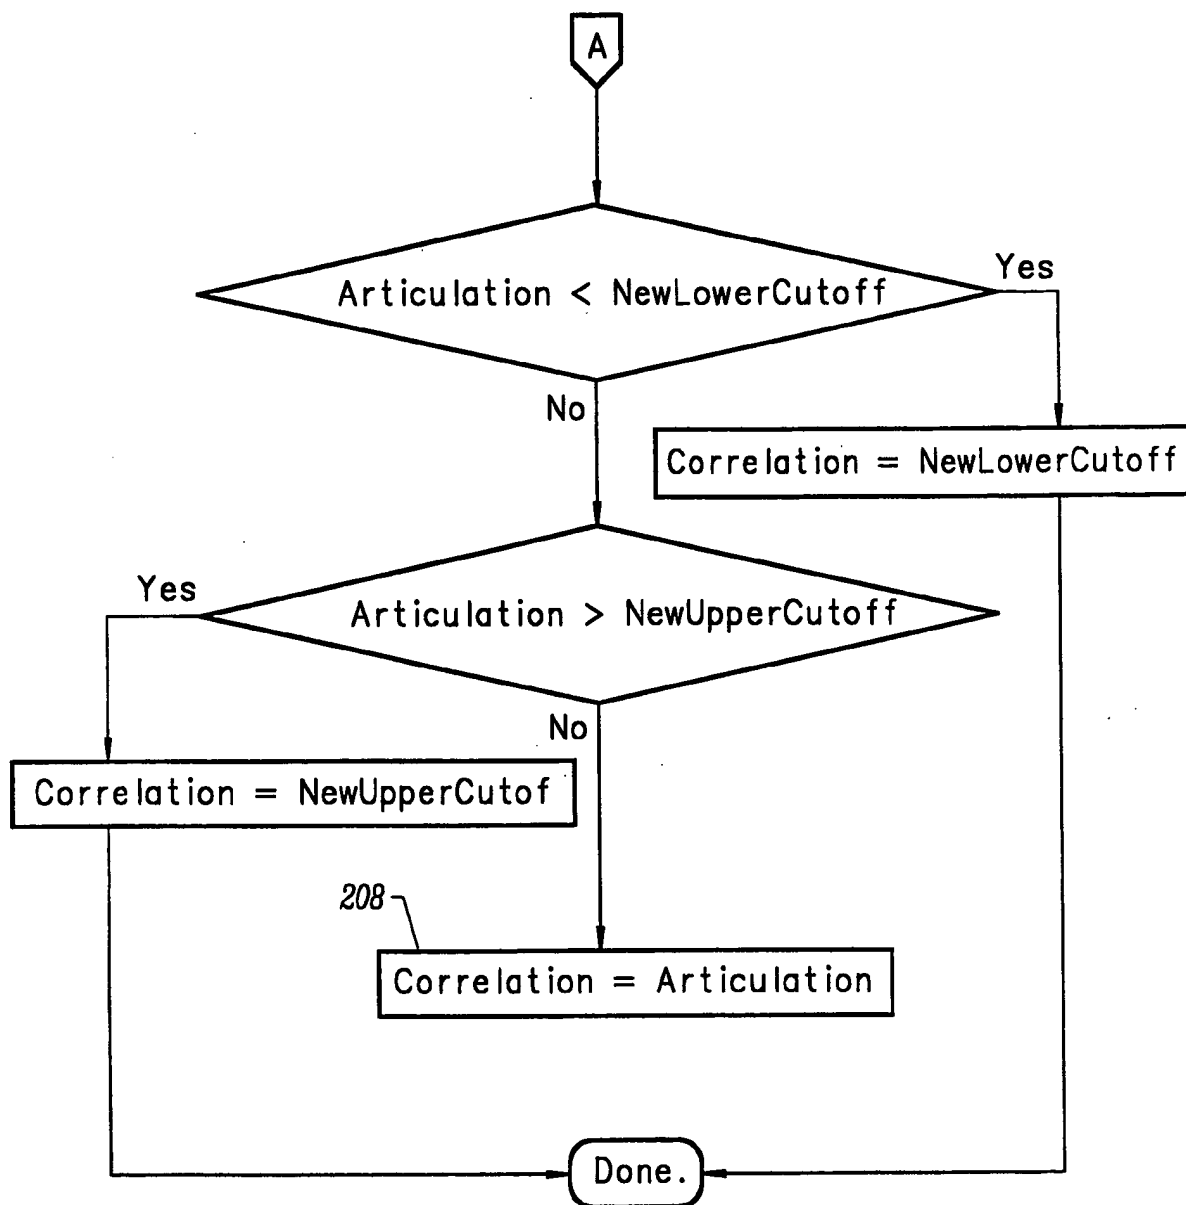 A
Articulation < NewLowerCutoff
Yes
No
Correlation = NewLowerCutoff
Yes
Articulation > NewUpperCutoff
No
Correlation = NewUpperCutof
208
Correlation = Articulation
Done.